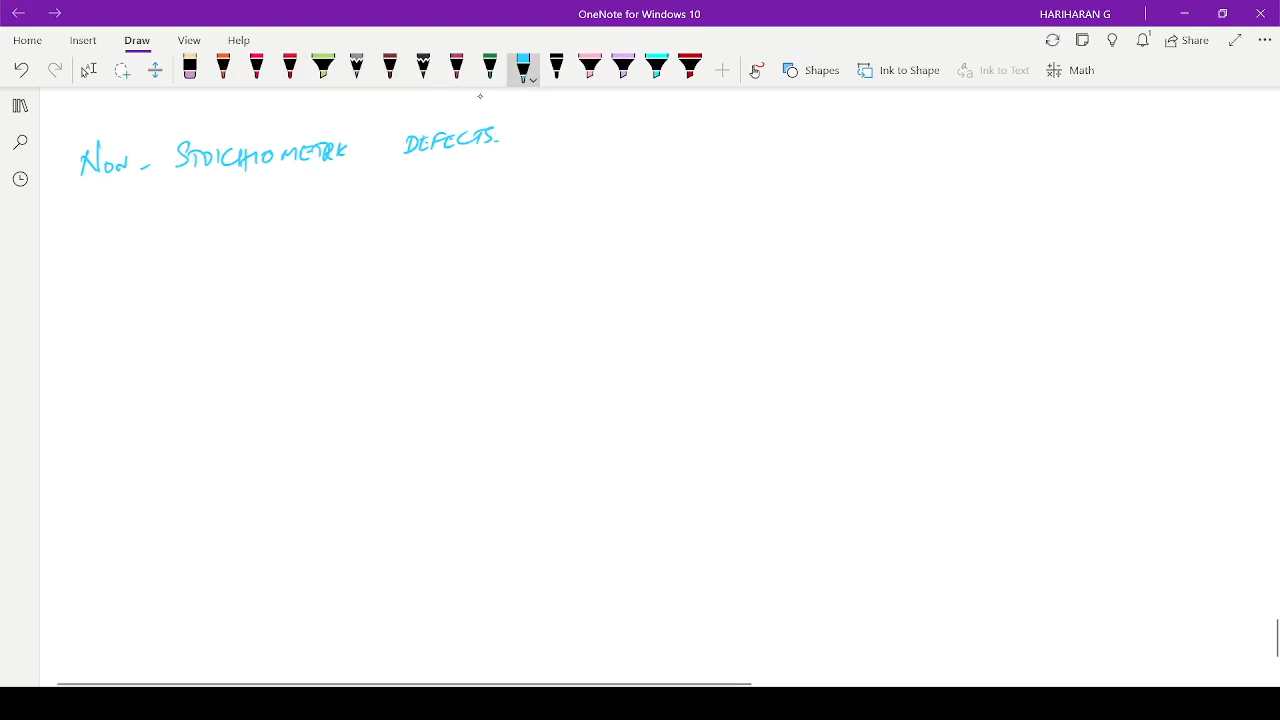 OneNote for Windows 10
HARIHARAN G
Home Insert Draw View Help
Share
Shapes Ink to Shape Ink to Text Math
NON - STOICHIOMETRIC DEFECTS.